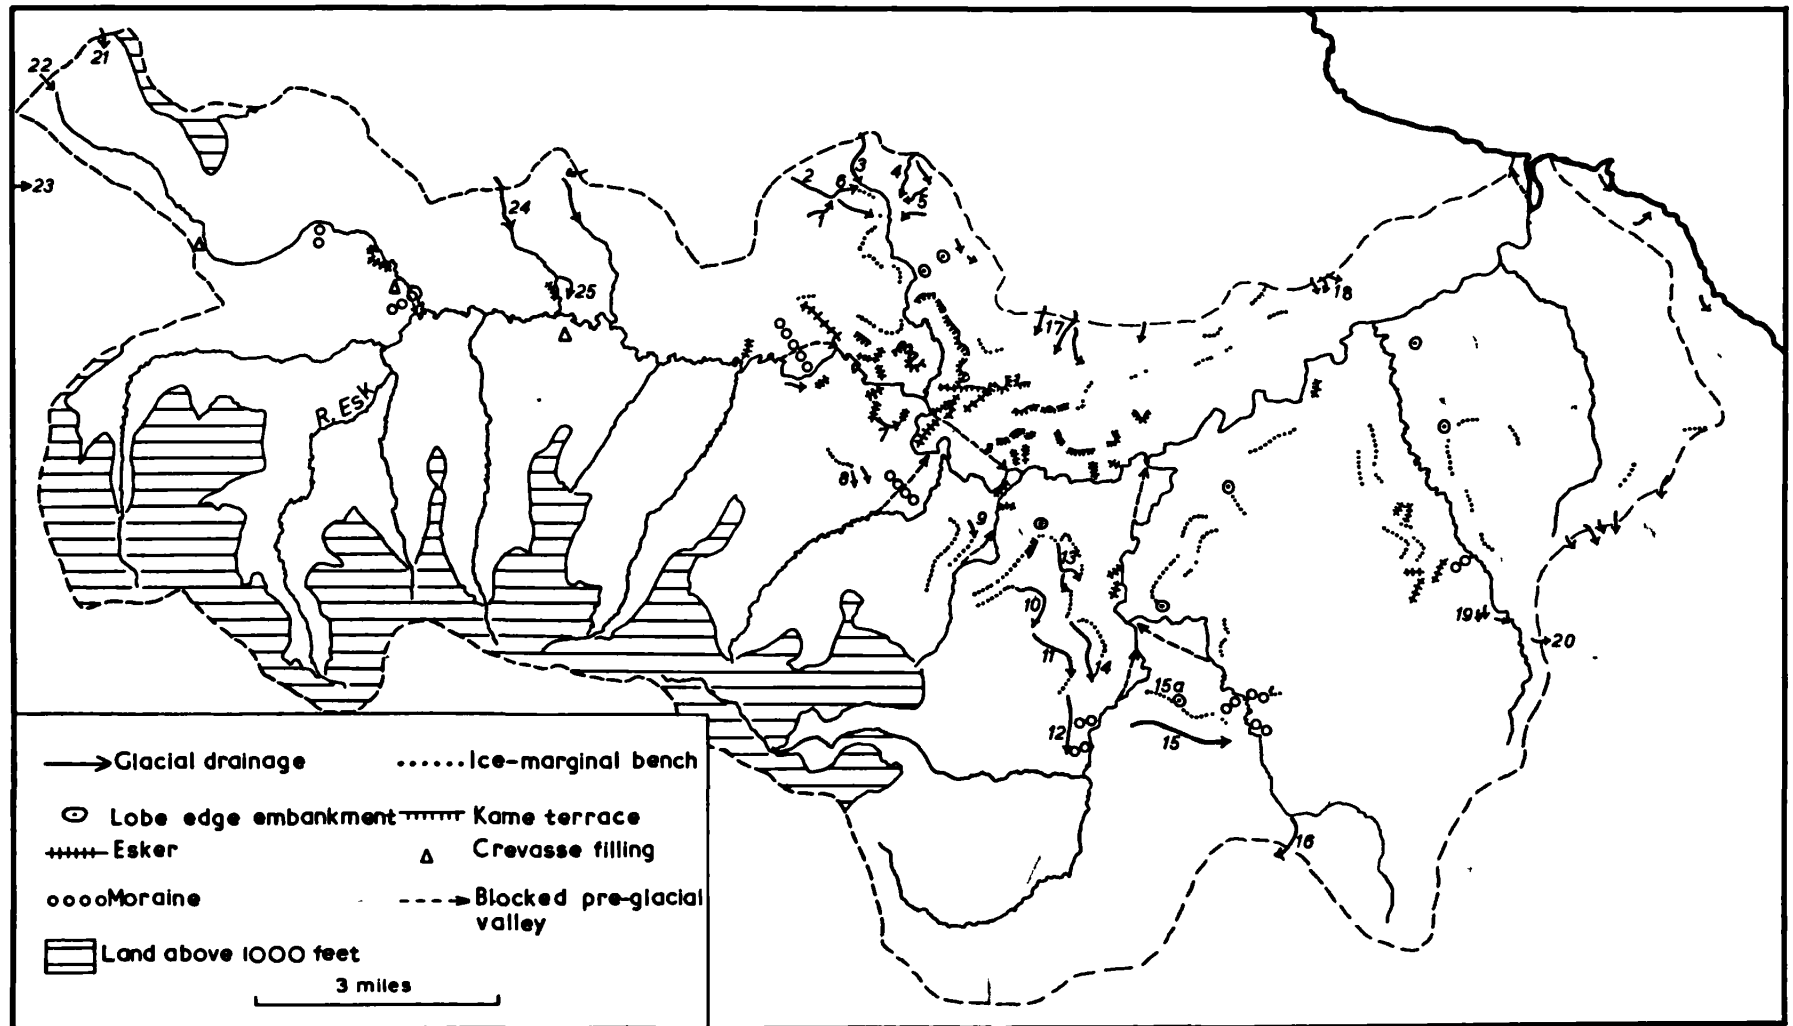 21
22
23
24
25
3
2
6
4
5
1
17
18
R. Esk
7
8
9
10
13
11
14
12
15a
15
16
19
20
Glacial drainage
Ice-marginal bench
Lobe edge embankment
Kame terrace
Esker
Crevasse filling
Moraine
Blocked pre-glacial
valley
Land above 1000 feet
3 miles